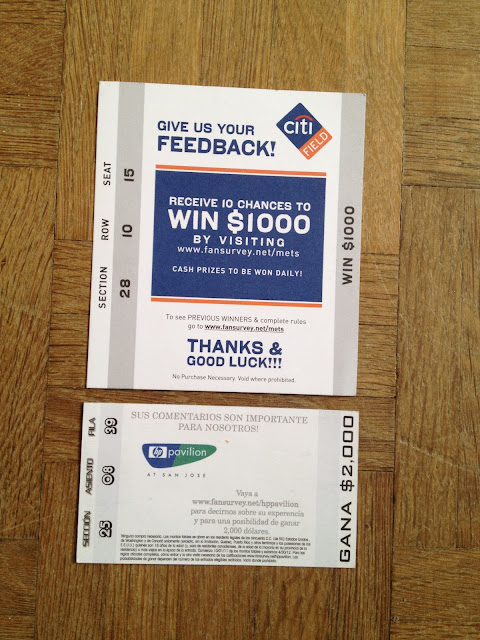 CITI
FIELD
GIVE US YOUR
FEEDBACK!
SECTION 28 ROW 10 SEAT 15
RECEIVE 10 CHANCES TO
WIN $1000
BY VISITING
www.fansurvey.net/mets
CASH PRIZES TO BE WON DAILY!
WIN $1000
To see PREVIOUS WINNERS & complete rules
go to www.fansurvey.net/mets
THANKS &
GOOD LUCK!!!
No Purchase Necessary. Void where prohibited.
SUS COMENTARIOS SON IMPORTANTE
PARA NOSOTROS!
SECCIÓN 23 ASIENTO 08 FILA 39
hp pavilion
AT SAN JOSE
Vaya a
www.fansurvey.net/hppavilion
para decirnos sobre su experencia
y para una posibilidad de ganar
2,000 dólares.
GANA $2,000